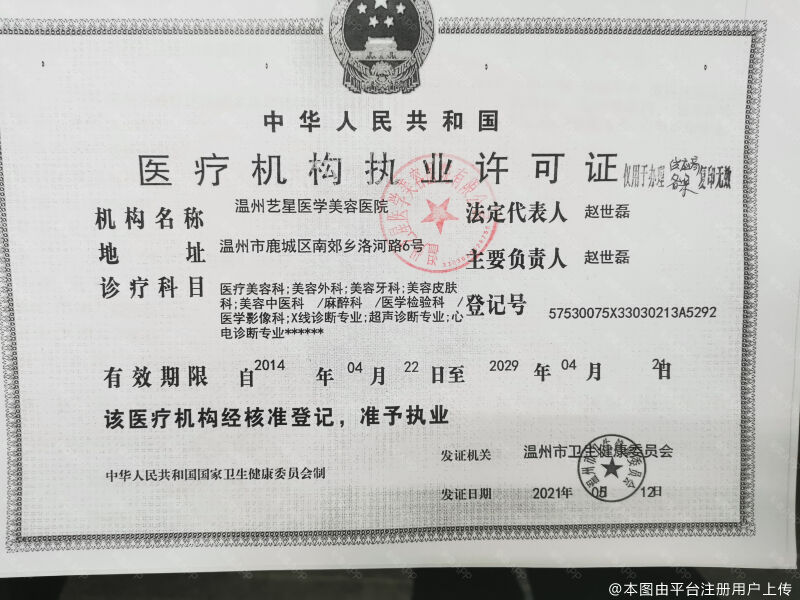 中华人民共和国
医疗机构执业许可证
仅用于办理 复印无效
机构名称 温州艺星医学美容医院 法定代表人 赵世磊
地 址 温州市鹿城区南郊乡洛河路6号 主要负责人 赵世磊
诊疗科目 医疗美容科;美容外科;美容牙科;美容皮肤
科;美容中医科 /麻醉科 /医学检验科 /
医学影像科;X线诊断专业;超声诊断专业;心
电诊断专业******
登记号 57530075X33030213A5292
有效期限 自2014 年 04 月 22 日至 2029 年 04 月 21日
该医疗机构经核准登记，准予执业
发证机关 温州市卫生健康委员会
中华人民共和国国家卫生健康委员会制
发证日期 2021年 05月 12日
@本图由平台注册用户上传